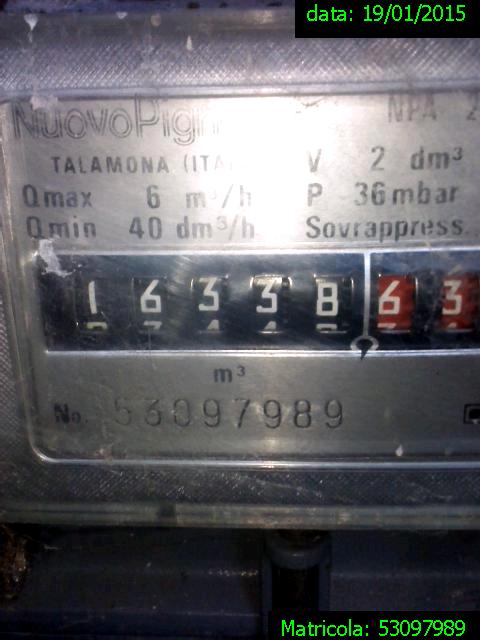 data: 19/01/2015
NuovoPign
NPA 2
TALAMONA (ITA V 2 dm³
Qmax 6 m³/h P 36mbar
Qmin 40 dm³/h Sovrappress.
1 6 3 3 8 6 3
m³
No. 53097989
Matricola: 53097989